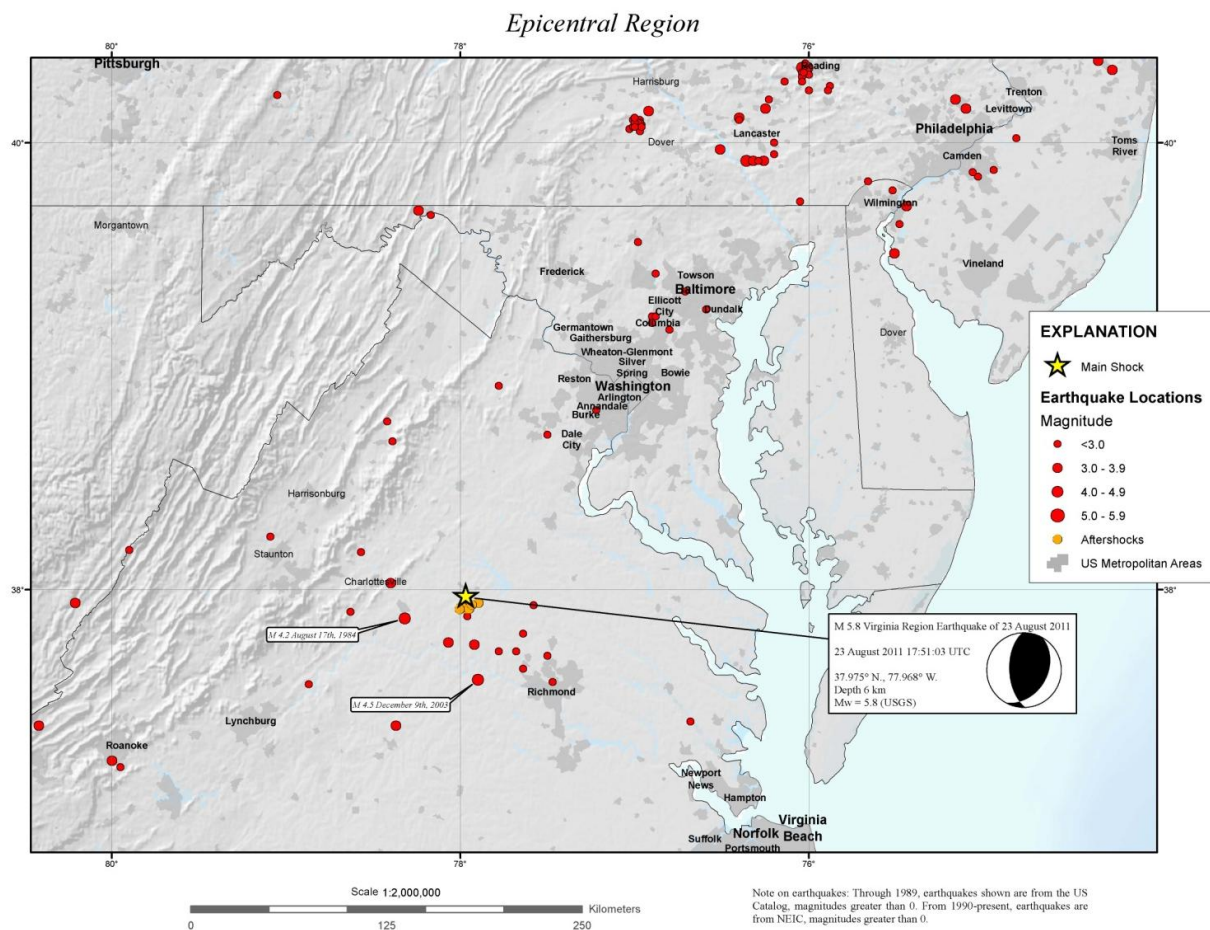 Epicentral Region
80°
78°
76°
Pittsburgh
Harrisburg
Reading
Trenton
Levittown
Lancaster
Philadelphia
Dover
Toms
River
40°
40°
Camden
Wilmington
Morgantown
Vineland
Frederick
Towson
Baltimore
Ellicott
City
Dundalk
Columbia
Germantown
Gaithersburg
Dover
Wheaton-Glenmont
Silver
Spring
Bowie
Reston
Washington
Arlington
Annandale
Burke
Dale
City
Harrisonburg
Staunton
Charlottesville
38°
38°
M 4.2 August 17th, 1984
M 4.5 December 9th, 2003
Richmond
Lynchburg
Roanoke
Newport
News
Hampton
Virginia
Beach
Norfolk
Suffolk
Portsmouth
80°
78°
76°
EXPLANATION
Main Shock
Earthquake Locations
Magnitude
<3.0
3.0 - 3.9
4.0 - 4.9
5.0 - 5.9
Aftershocks
US Metropolitan Areas
M 5.8 Virginia Region Earthquake of 23 August 2011
23 August 2011 17:51:03 UTC
37.975° N., 77.968° W.
Depth 6 km
Mw = 5.8 (USGS)
Scale 1:2,000,000
Kilometers
0 125 250
Note on earthquakes: Through 1989, earthquakes shown are from the US
Catalog, magnitudes greater than 0. From 1990-present, earthquakes are
from NEIC, magnitudes greater than 0.